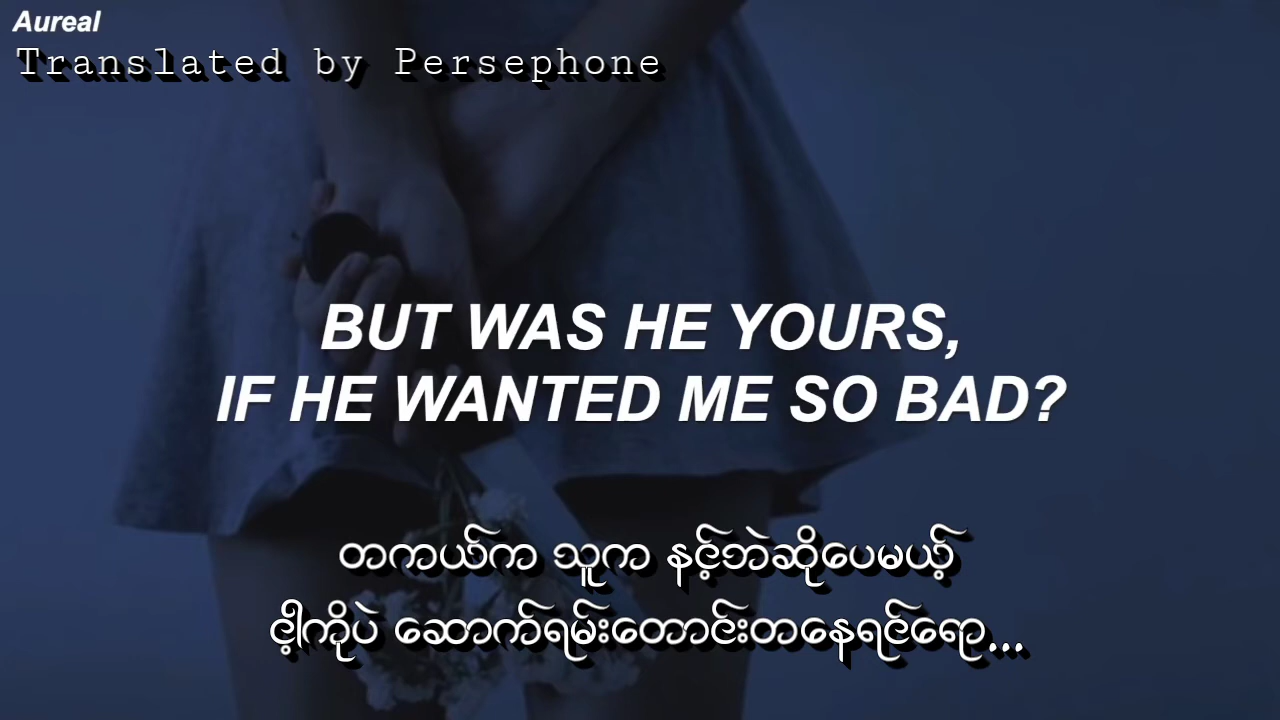 Aureal
Translated by Persephone
BUT WAS HE YOURS,
IF HE WANTED ME SO BAD?
တကယ်က သူက နင့်ဘဲဆိုပေမယ့်
ငါ့ကိုပဲ ဆောက်ရမ်းတောင်းတနေရင်ရော...